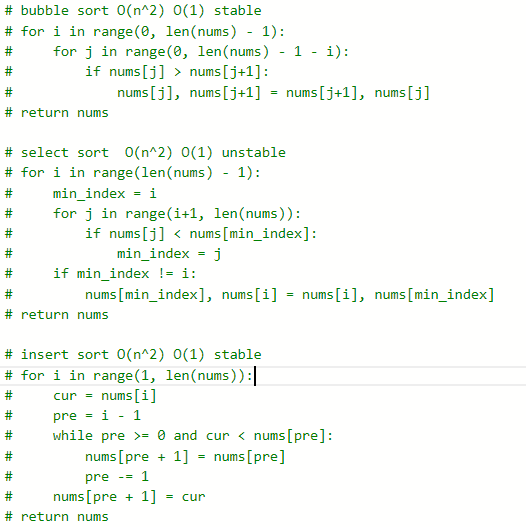 # bubble sort O(n^2) O(1) stable
# for i in range(0, len(nums) - 1):
#     for j in range(0, len(nums) - 1 - i):
#         if nums[j] > nums[j+1]:
#             nums[j], nums[j+1] = nums[j+1], nums[j]
# return nums

# select sort  O(n^2) O(1) unstable
# for i in range(len(nums) - 1):
#     min_index = i
#     for j in range(i+1, len(nums)):
#         if nums[j] < nums[min_index]:
#             min_index = j
#     if min_index != i:
#         nums[min_index], nums[i] = nums[i], nums[min_index]
# return nums

# insert sort O(n^2) O(1) stable
# for i in range(1, len(nums)):
#     cur = nums[i]
#     pre = i - 1
#     while pre >= 0 and cur < nums[pre]:
#         nums[pre + 1] = nums[pre]
#         pre -= 1
#     nums[pre + 1] = cur
# return nums